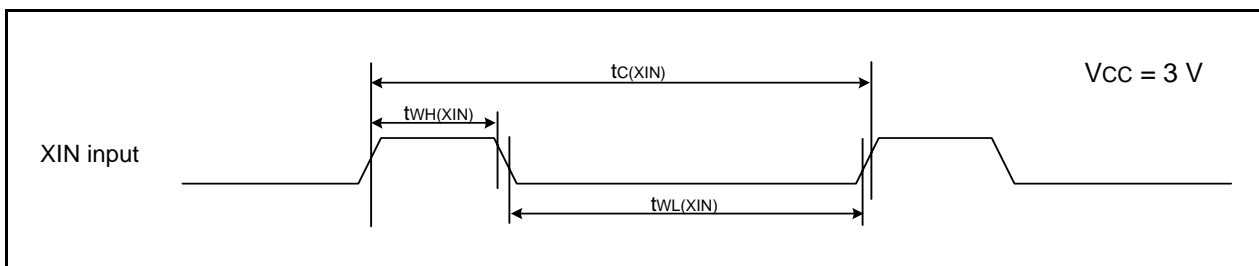 tC(XIN)
VCC = 3 V
tWH(XIN)
XIN input
tWL(XIN)